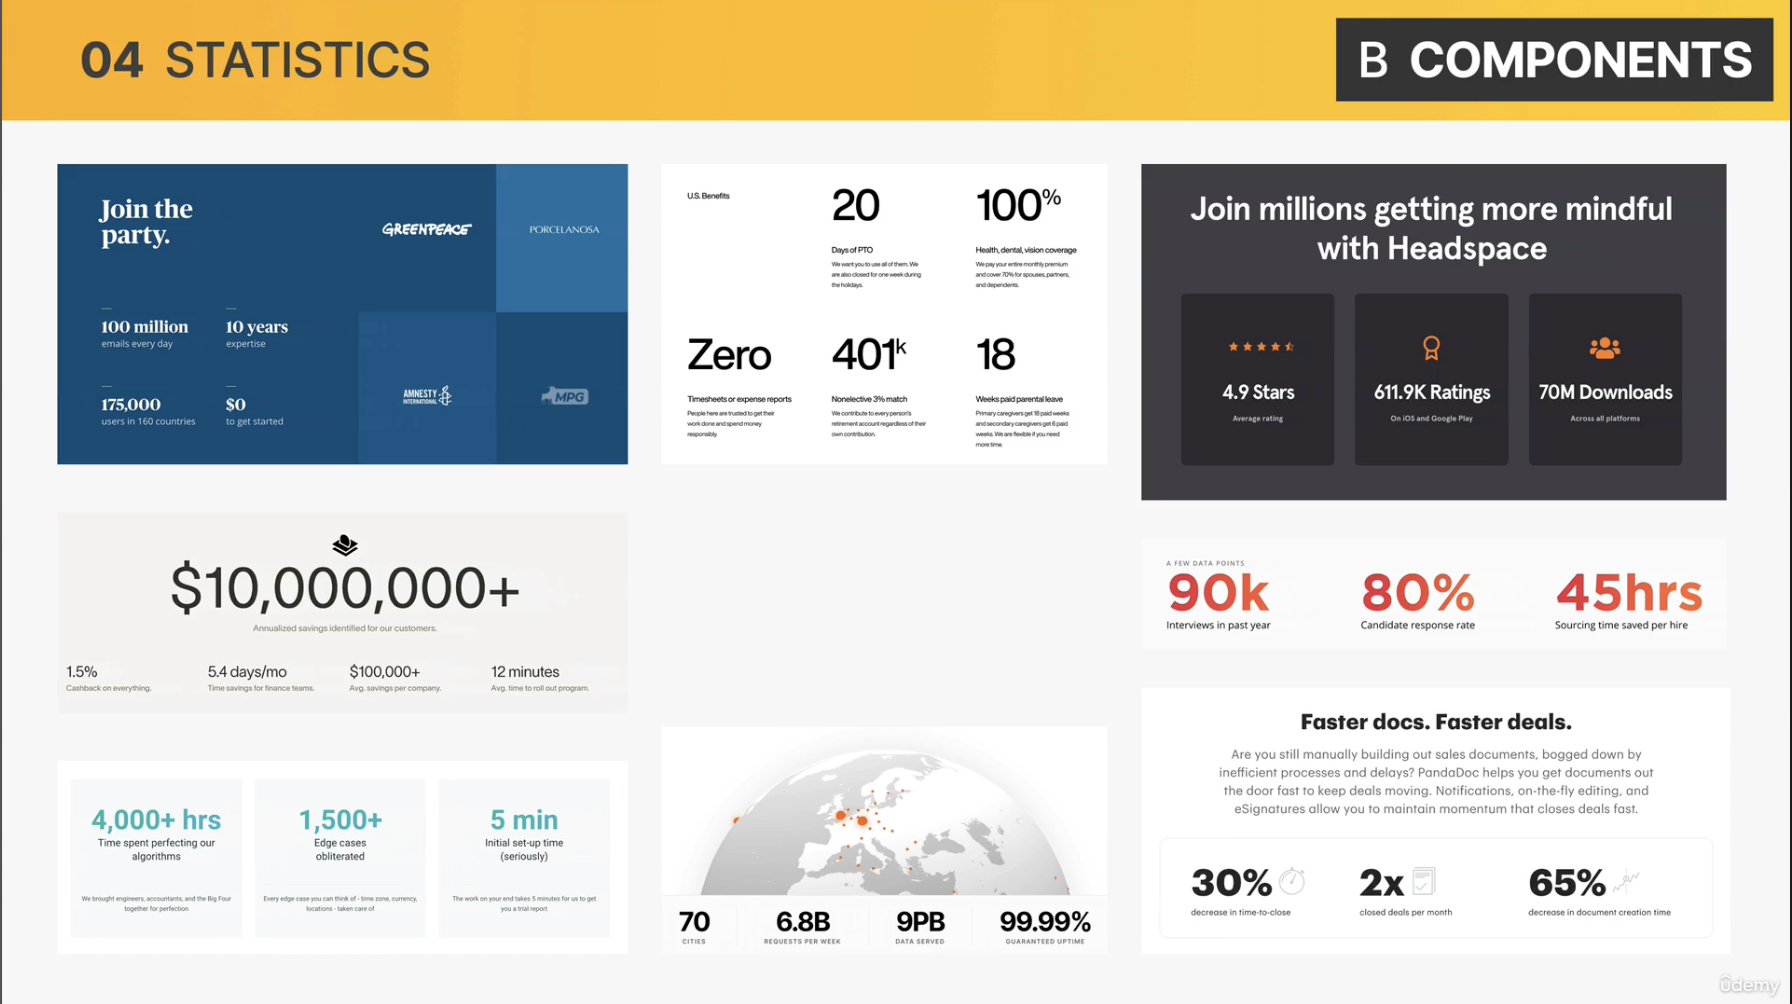 04 STATISTICS
B COMPONENTS
Join the
party.
GREENPEACE
PORCELANOSA
100 million
emails every day
10 years
expertise
175,000
users in 160 countries
$0
to get started
AMNESTY
INTERNATIONAL
MPG
U.S. Benefits
20
Days of PTO
We want you to use all of them. We
are also closed for one week during
the holidays.
100%
Health, dental, vision coverage
We pay your entire monthly premium
and cover 70% for spouses, partners,
and dependents.
Zero
Timesheets or expense reports
People here are trusted to get their
work done and spend money
responsibly.
401k
Nonelective 3% match
We contribute to every person's
retirement account regardless of their
own contribution.
18
Weeks paid parental leave
Primary caregivers get 18 paid weeks
and secondary caregivers get 6 paid
weeks. We are flexible if you need
more time.
Join millions getting more mindful
with Headspace
4.9 Stars
Average rating
611.9K Ratings
On iOS and Google Play
70M Downloads
Across all platforms
$10,000,000+
Annualized savings identified for our customers.
1.5%
Cashback on everything.
5.4 days/mo
Time savings for finance teams.
$100,000+
Avg. savings per company.
12 minutes
Avg. time to roll out program.
A FEW DATA POINTS
90k
Interviews in past year
80%
Candidate response rate
45hrs
Sourcing time saved per hire
4,000+ hrs
Time spent perfecting our
algorithms
We brought engineers, accountants, and the Big Four
together for perfection
1,500+
Edge cases
obliterated
Every edge case you can think of - time zone, currency,
locations - taken care of
5 min
Initial set-up time
(seriously)
The work on your end takes 5 minutes for us to get
you a trial report
70
CITIES
6.8B
REQUESTS PER WEEK
9PB
DATA SERVED
99.99%
GUARANTEED UPTIME
Faster docs. Faster deals.
Are you still manually building out sales documents, bogged down by
inefficient processes and delays? PandaDoc helps you get documents out
the door fast to keep deals moving. Notifications, on-the-fly editing, and
eSignatures allow you to maintain momentum that closes deals fast.
30%
decrease in time-to-close
2x
closed deals per month
65%
decrease in document creation time
ûdemy